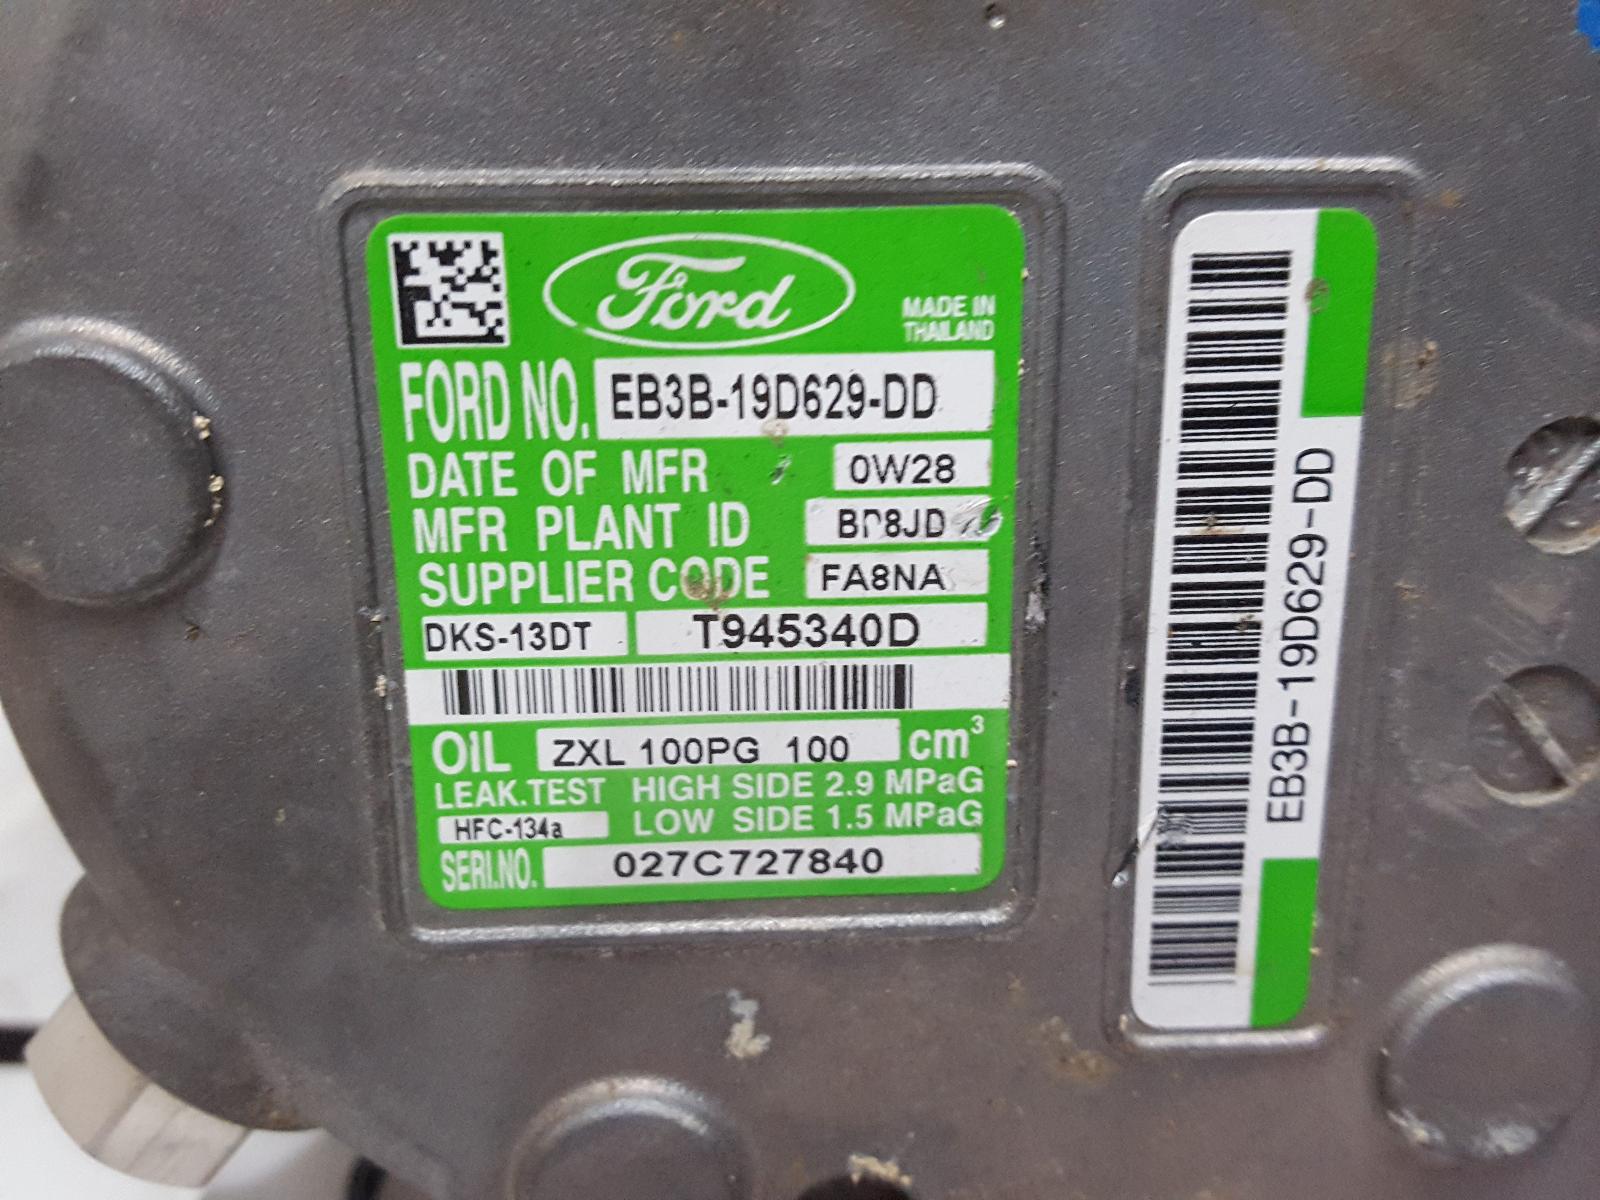 Ford
MADE IN
THAILAND
FORD NO. EB3B-19D629-DD
DATE OF MFR 0W28
MFR PLANT ID
SUPPLIER CODE FA8NA
DKS-13DT T945340D
OIL ZXL 100PG 100 cm³
LEAK.TEST HIGH SIDE 2.9 MPaG
HFC-134a LOW SIDE 1.5 MPaG
SERI.NO. 027C727840
EB3B-19D629-DD